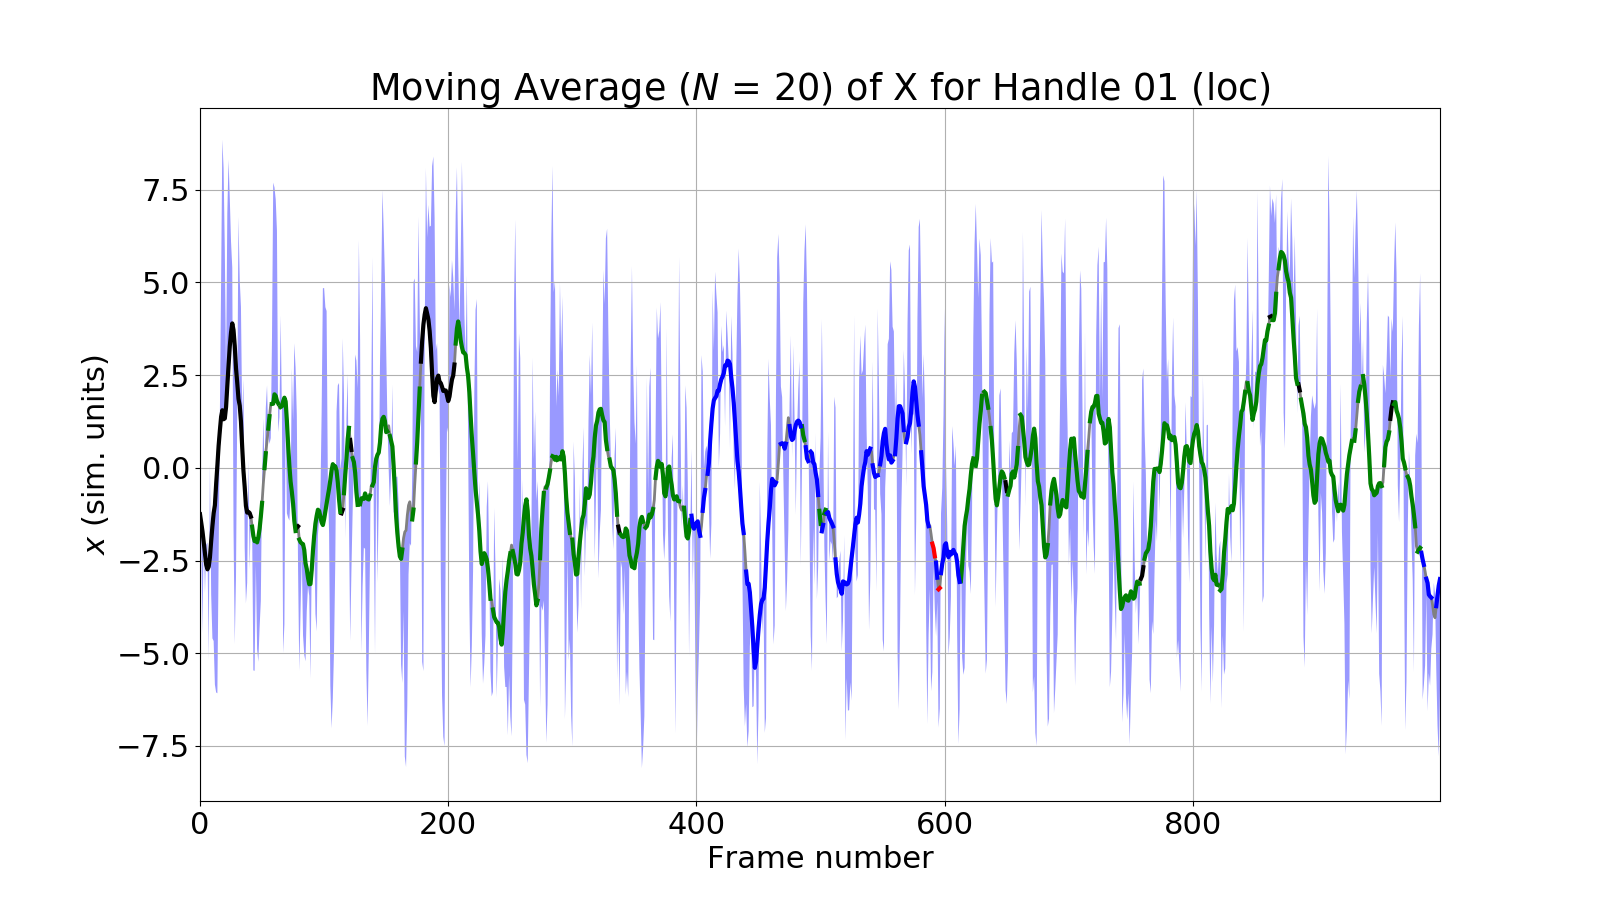 Moving Average (N = 20) of X for Handle 01 (loc)
x (sim. units)
7.5
5.0
2.5
0.0
−2.5
−5.0
−7.5
0 200 400 600 800
Frame number